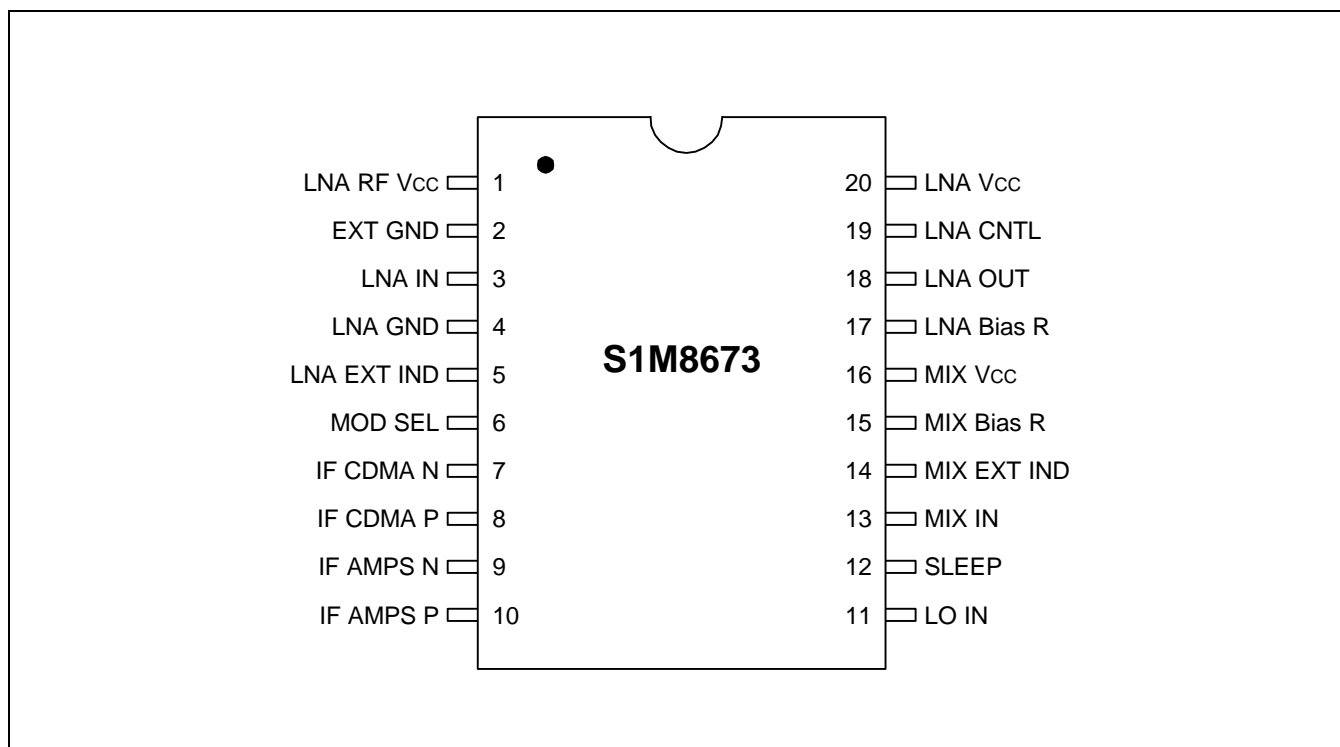 LNA RF VCC 1 20 LNA VCC
EXT GND 2 19 LNA CNTL
LNA IN 3 18 LNA OUT
LNA GND 4 17 LNA Bias R
S1M8673
LNA EXT IND 5 16 MIX VCC
MOD SEL 6 15 MIX Bias R
IF CDMA N 7 14 MIX EXT IND
IF CDMA P 8 13 MIX IN
IF AMPS N 9 12 SLEEP
IF AMPS P 10 11 LO IN